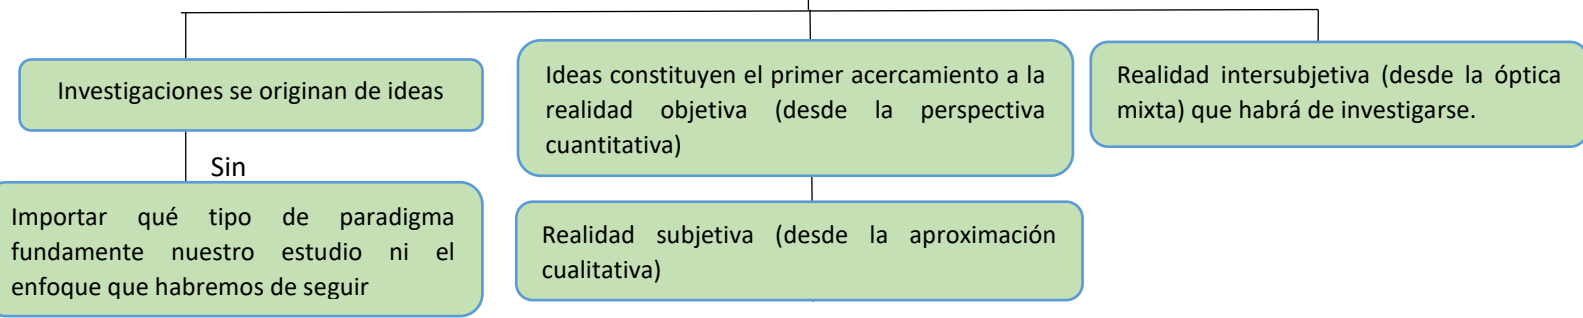 Investigaciones se originan de ideas
Sin
Importar qué tipo de paradigma
fundamente nuestro estudio ni el
enfoque que habremos de seguir
Ideas constituyen el primer acercamiento a la
realidad objetiva (desde la perspectiva
cuantitativa)
Realidad subjetiva (desde la aproximación
cualitativa)
Realidad intersubjetiva (desde la óptica
mixta) que habrá de investigarse.